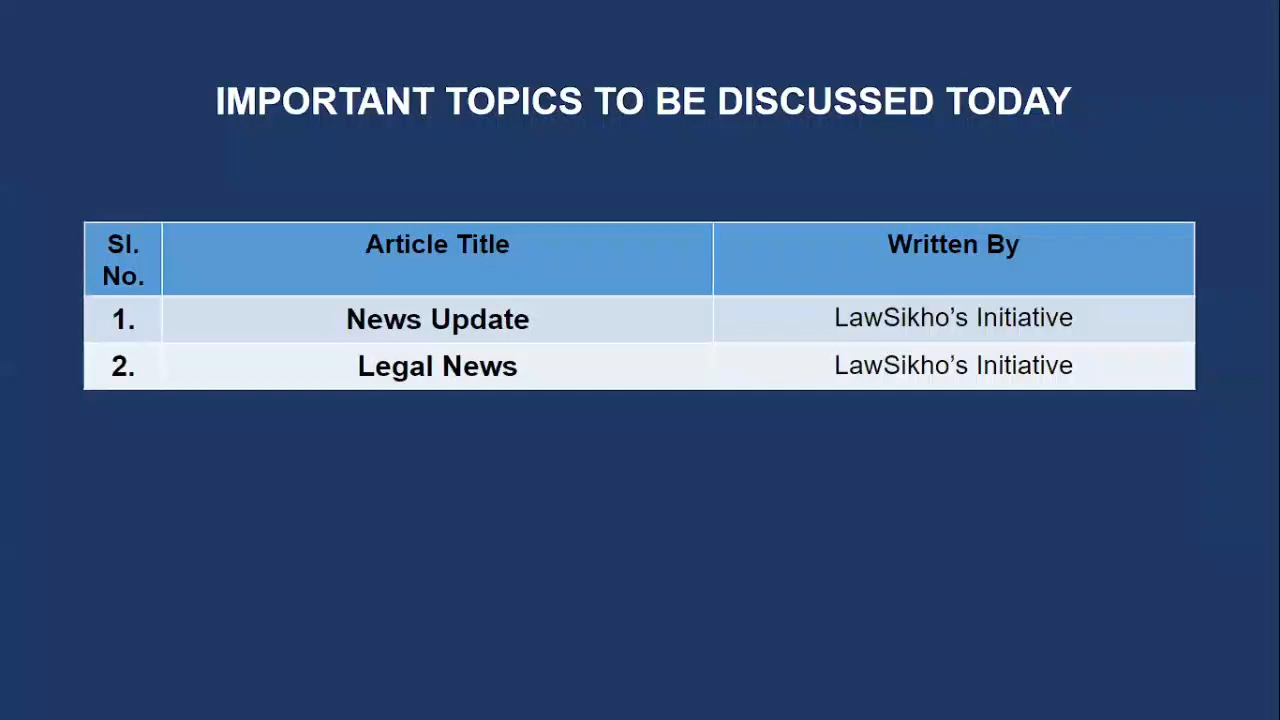 IMPORTANT TOPICS TO BE DISCUSSED TODAY
Sl. No. Article Title Written By
1. News Update LawSikho’s Initiative
2. Legal News LawSikho’s Initiative